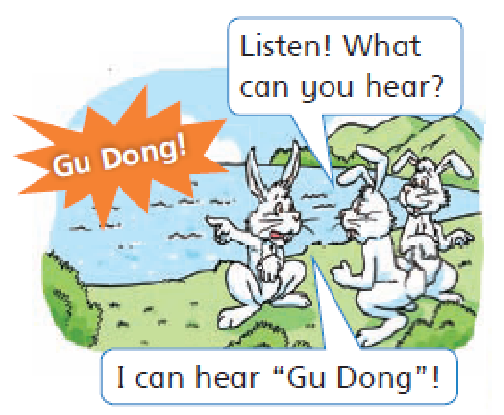 Listen! What
can you hear?
Gu Dong!
I can hear “Gu Dong”!